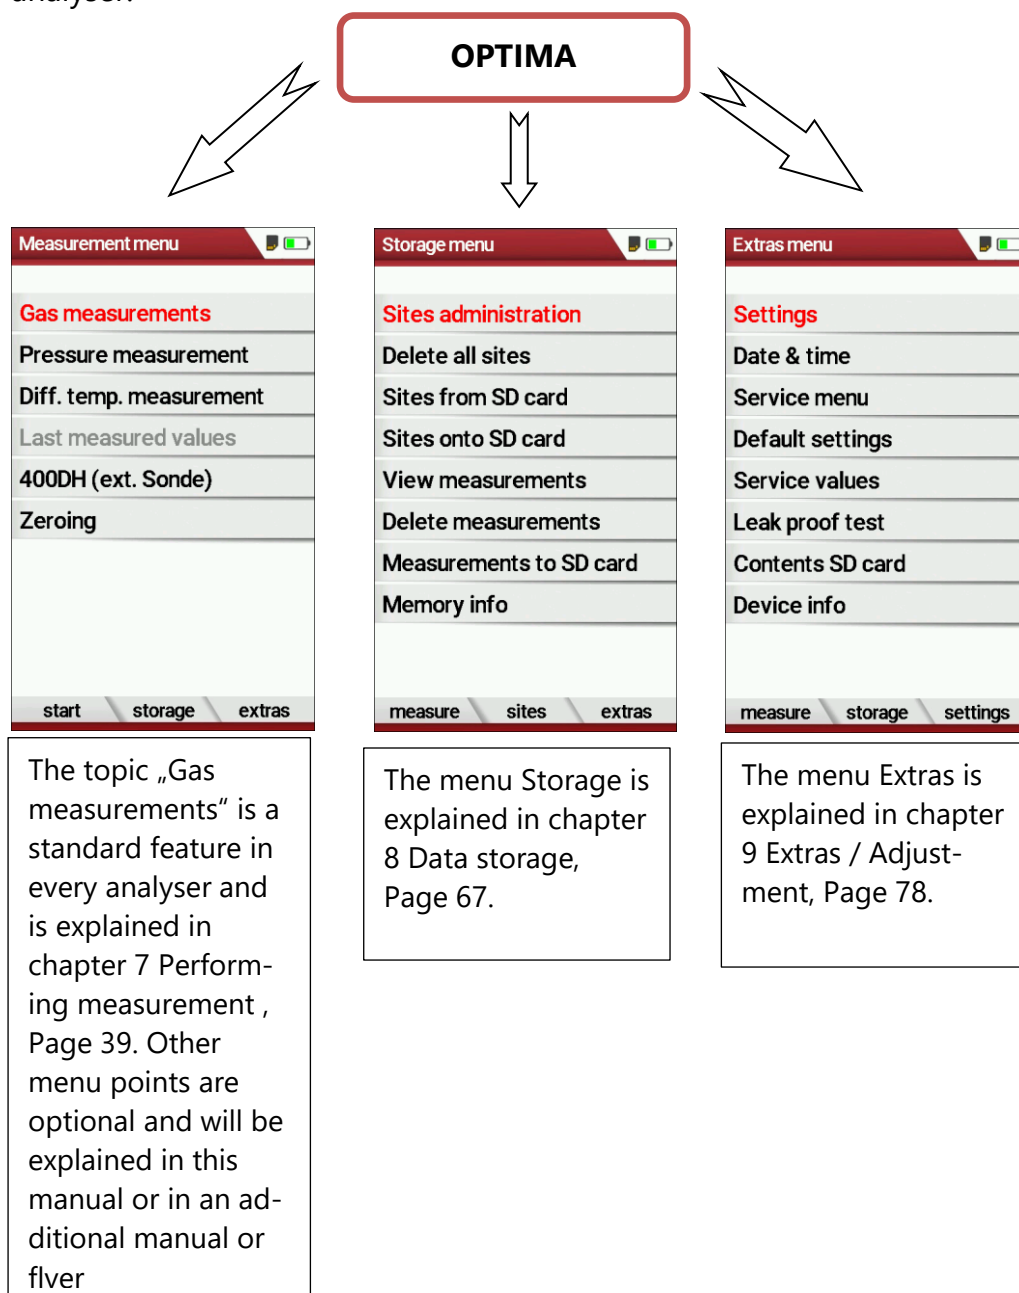 analyser.
OPTIMA
Measurement menu
Gas measurements
Pressure measurement
Diff. temp. measurement
Last measured values
400DH (ext. Sonde)
Zeroing
start storage extras
The topic „Gas
measurements“ is a
standard feature in
every analyser and
is explained in
chapter 7 Perform-
ing measurement ,
Page 39. Other
menu points are
optional and will be
explained in this
manual or in an ad-
ditional manual or
flyer
Storage menu
Sites administration
Delete all sites
Sites from SD card
Sites onto SD card
View measurements
Delete measurements
Measurements to SD card
Memory info
measure sites extras
The menu Storage is
explained in chapter
8 Data storage,
Page 67.
Extras menu
Settings
Date & time
Service menu
Default settings
Service values
Leak proof test
Contents SD card
Device info
measure storage settings
The menu Extras is
explained in chapter
9 Extras / Adjust-
ment, Page 78.